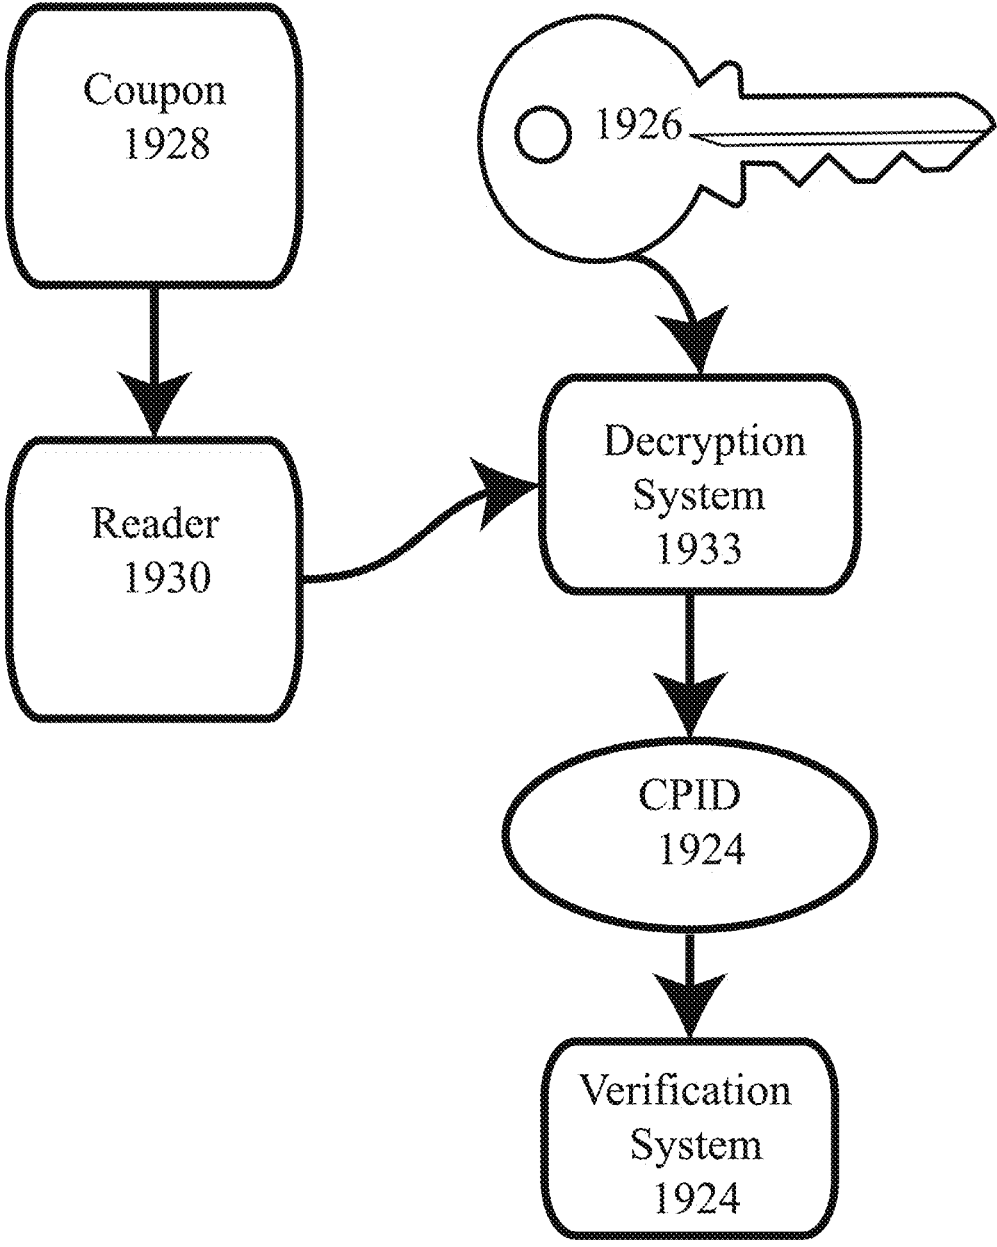 Coupon
1928
1926
Reader
1930
Decryption
System
1933
CPID
1924
Verification
System
1924